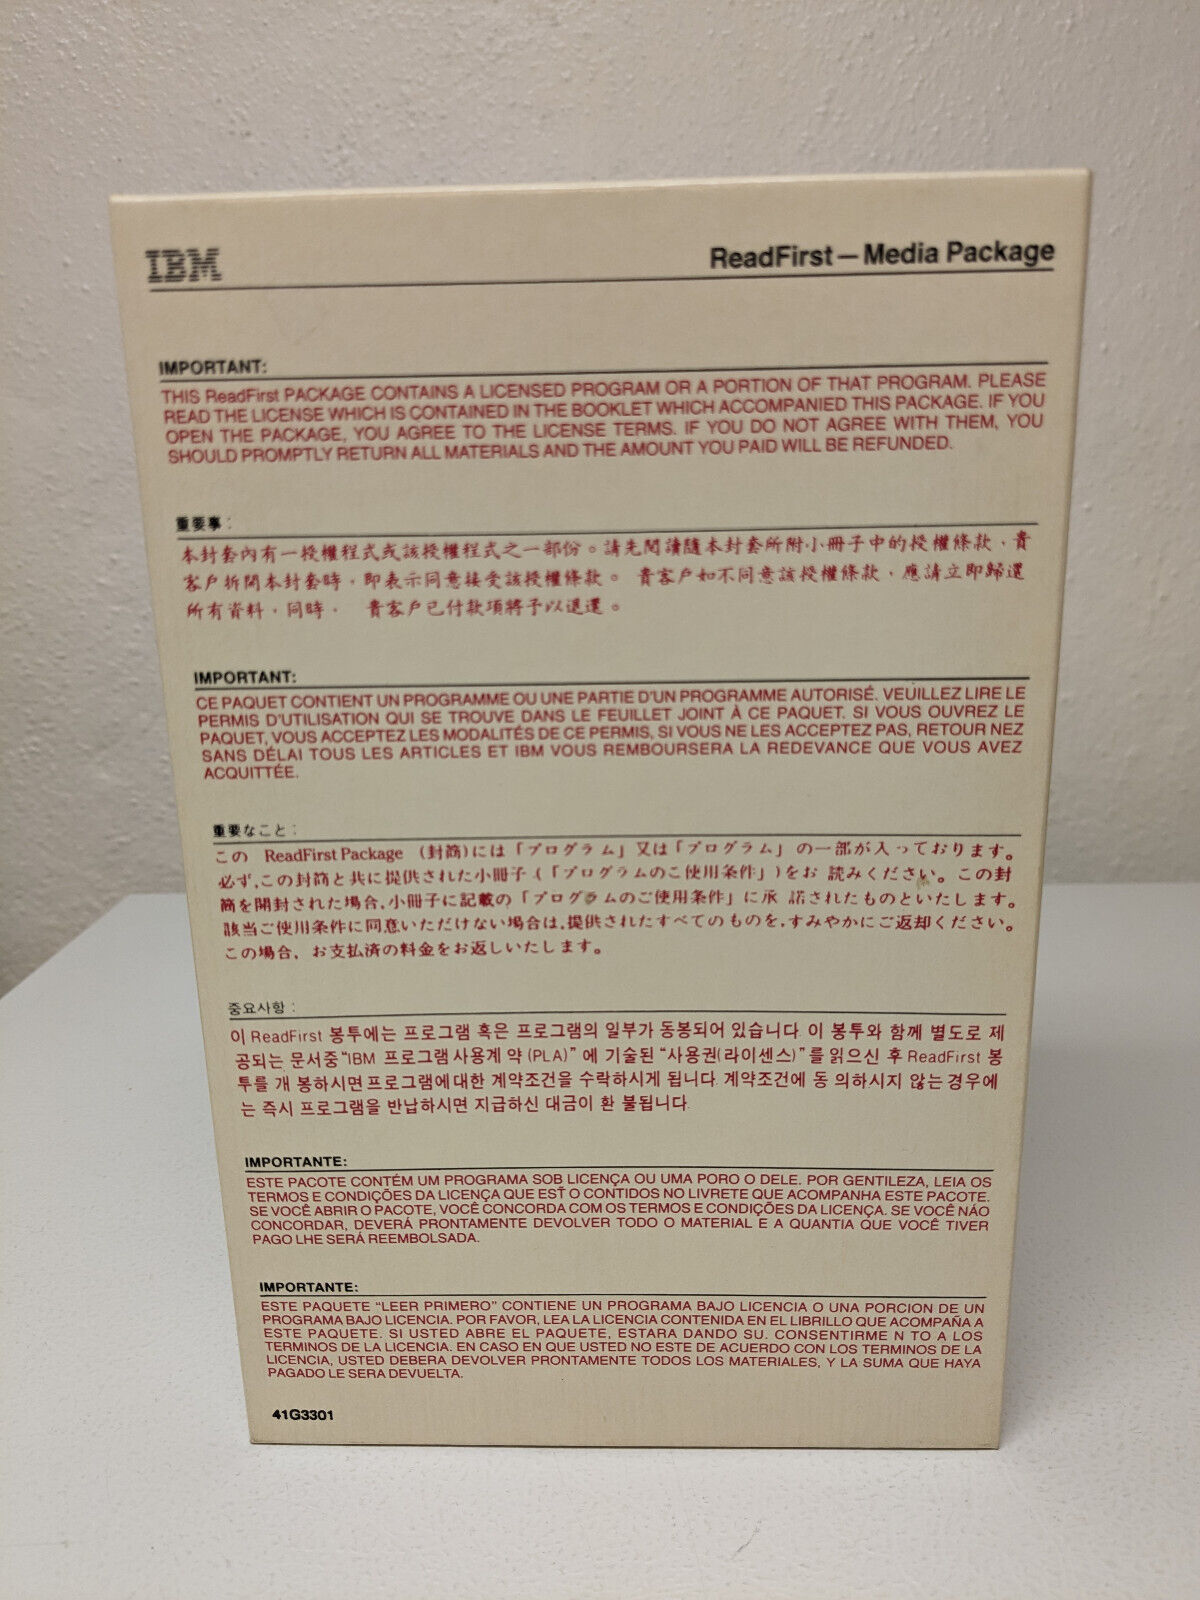 IBM
ReadFirst — Media Package
IMPORTANT:
THIS ReadFirst PACKAGE CONTAINS A LICENSED PROGRAM OR A PORTION OF THAT PROGRAM. PLEASE
READ THE LICENSE WHICH IS CONTAINED IN THE BOOKLET WHICH ACCOMPANIED THIS PACKAGE. IF YOU
OPEN THE PACKAGE, YOU AGREE TO THE LICENSE TERMS. IF YOU DO NOT AGREE WITH THEM, YOU
SHOULD PROMPTLY RETURN ALL MATERIALS AND THE AMOUNT YOU PAID WILL BE REFUNDED.
重要事:
本封套內有一授權程式或該授權程式之一部份。請先閱讀隨本封套所附小冊子中的授權條款,貴
客戶拆開本封套時,即表示同意接受該授權條款。 貴客戶如不同意該授權條款,應請立即歸還
所有資料,同時, 貴客戶已付款項將予以退還。
IMPORTANT:
CE PAQUET CONTIENT UN PROGRAMME OU UNE PARTIE D'UN PROGRAMME AUTORISÉ. VEUILLEZ LIRE LE
PERMIS D'UTILISATION QUI SE TROUVE DANS LE FEUILLET JOINT À CE PAQUET. SI VOUS OUVREZ LE
PAQUET, VOUS ACCEPTEZ LES MODALITÉS DE CE PERMIS, SI VOUS NE LES ACCEPTEZ PAS, RETOUR NEZ
SANS DÉLAI TOUS LES ARTICLES ET IBM VOUS REMBOURSERA LA REDEVANCE QUE VOUS AVEZ
ACQUITTÉE.
重要なこと:
この ReadFirst Package (封筒)には「プログラム」又は「プログラム」の一部が入っております。
必ず,この封筒と共に提供された小冊子.(「プログラムのご使用条件」)をお 読みください。この封
筒を開封された場合,小冊子に記載の「プログラムのご使用条件」に承 諾されたものといたします。
該当ご使用条件に同意いただけない場合は,提供されたすべてのものを,すみやかにご返却ください。
この場合, お支払済の料金をお返しいたします。
중요사항:
이 ReadFirst 봉투에는 프로그램 혹은 프로그램의 일부가 동봉되어 있습니다. 이 봉투와 함께 별도로 제
공되는 문서중 "IBM 프로그램 사용계 약 (PLA)" 에 기술된 "사용권(라이센스)" 를 읽으신 후 ReadFirst 봉
투를 개 봉하시면 프로그램에 대한 계약조건을 수락하시게 됩니다. 계약조건에 동 의하시지 않는 경우에
는 즉시 프로그램을 반납하시면 지급하신 대금이 환 불됩니다.
IMPORTANTE:
ESTE PACOTE CONTÉM UM PROGRAMA SOB LICENÇA OU UMA PORO O DELE. POR GENTILEZA, LEIA OS
TERMOS E CONDIÇÕES DA LICENÇA QUE EST O CONTIDOS NO LIVRETE QUE ACOMPANHA ESTE PACOTE.
SE VOCÊ ABRIR O PACOTE, VOCÊ CONCORDA COM OS TERMOS E CONDIÇÕES DA LICENÇA. SE VOCÊ NÃO
CONCORDAR, DEVERÁ PRONTAMENTE DEVOLVER TODO O MATERIAL E A QUANTIA QUE VOCÊ TIVER
PAGO LHE SERÁ REEMBOLSADA.
IMPORTANTE:
ESTE PAQUETE "LEER PRIMERO" CONTIENE UN PROGRAMA BAJO LICENCIA O UNA PORCION DE UN
PROGRAMA BAJO LICENCIA. POR FAVOR, LEA LA LICENCIA CONTENIDA EN EL LIBRILLO QUE ACOMPAÑA A
ESTE PAQUETE. SI USTED ABRE EL PAQUETE, ESTARA DANDO SU. CONSENTIRME N TO A LOS
TERMINOS DE LA LICENCIA. EN CASO EN QUE USTED NO ESTE DE ACUERDO CON LOS TERMINOS DE LA
LICENCIA, USTED DEBERA DEVOLVER PRONTAMENTE TODOS LOS MATERIALES, Y LA SUMA QUE HAYA
PAGADO LE SERA DEVUELTA.
41G3301